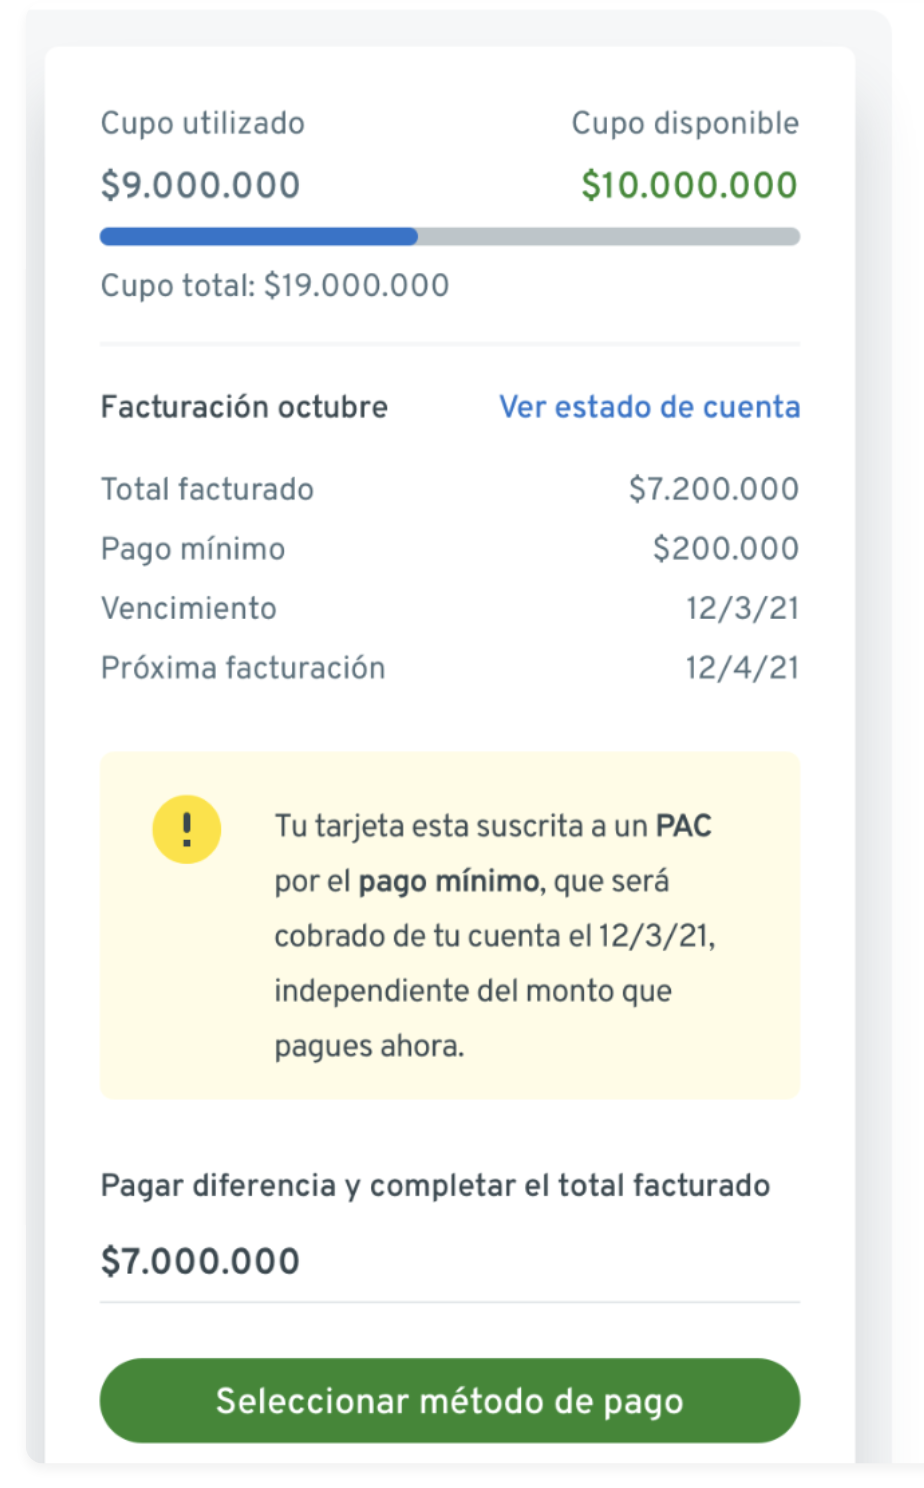 Cupo utilizado Cupo disponible
$9.000.000 $10.000.000
Cupo total: $19.000.000
Facturación octubre Ver estado de cuenta
Total facturado $7.200.000
Pago mínimo $200.000
Vencimiento 12/3/21
Próxima facturación 12/4/21
!
Tu tarjeta esta suscrita a un PAC
por el pago mínimo, que será
cobrado de tu cuenta el 12/3/21,
independiente del monto que
pagues ahora.
Pagar diferencia y completar el total facturado
$7.000.000
Seleccionar método de pago